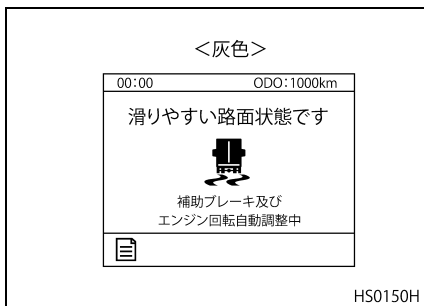 <灰色>
00:00 ODO:1000km
滑りやすい路面状態です
補助ブレーキ及び
エンジン回転自動調整中
HS0150H